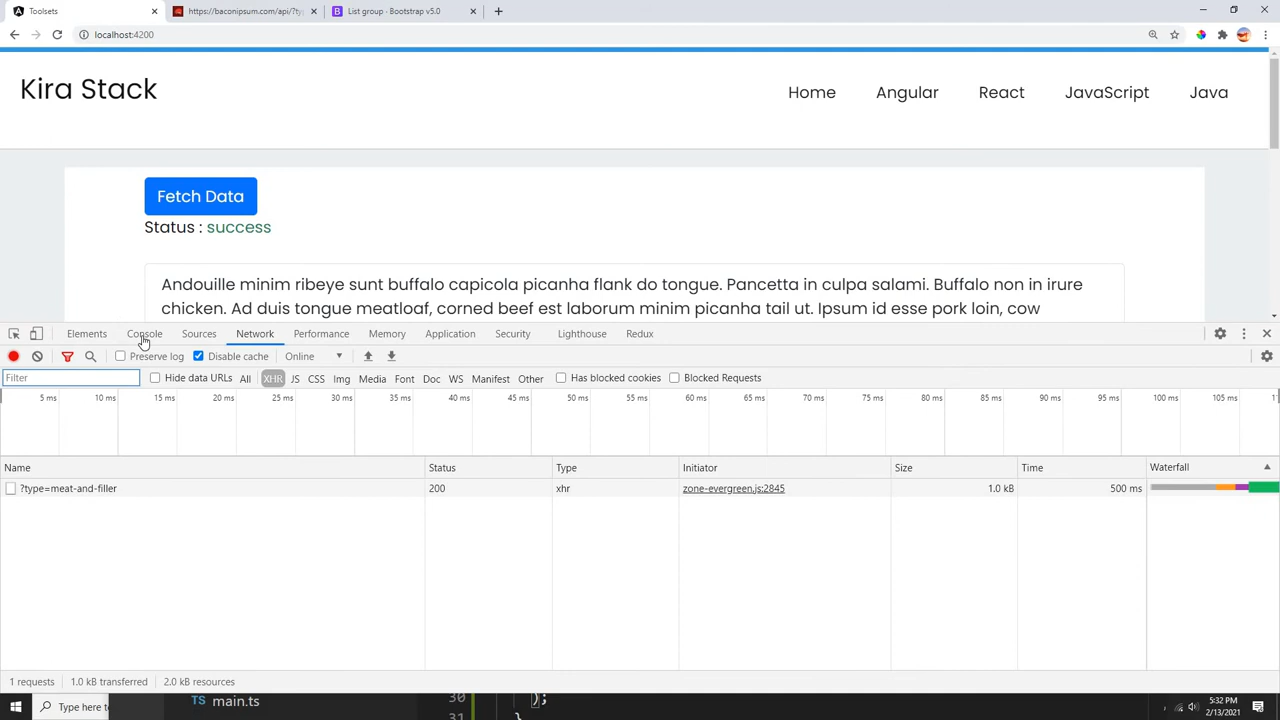 Toolsets
https://baconipsum.com/api/?ty
List group · Bootstrap v5.0
localhost:4200
Kira Stack
Home Angular React JavaScript Java
Fetch Data
Status : success
Andouille minim ribeye sunt buffalo capicola picanha flank do tongue. Pancetta in culpa salami. Buffalo non in irure
chicken. Ad duis tongue meatloaf, corned beef est laborum minim picanha tail ut. Ipsum id esse pork loin, cow
Elements Console Sources Network Performance Memory Application Security Lighthouse Redux
Preserve log Disable cache Online
Filter Hide data URLs All XHR JS CSS Img Media Font Doc WS Manifest Other Has blocked cookies Blocked Requests
5 ms 10 ms 15 ms 20 ms 25 ms 30 ms 35 ms 40 ms 45 ms 50 ms 55 ms 60 ms 65 ms 70 ms 75 ms 80 ms 85 ms 90 ms 95 ms 100 ms 105 ms
Name Status Type Initiator Size Time Waterfall
?type=meat-and-filler 200 xhr zone-evergreen.js:2845 1.0 kB 500 ms
1 requests 1.0 kB transferred 2.0 kB resources
Type here to
TS main.ts
30 );
31 }
5:32 PM
2/13/2021